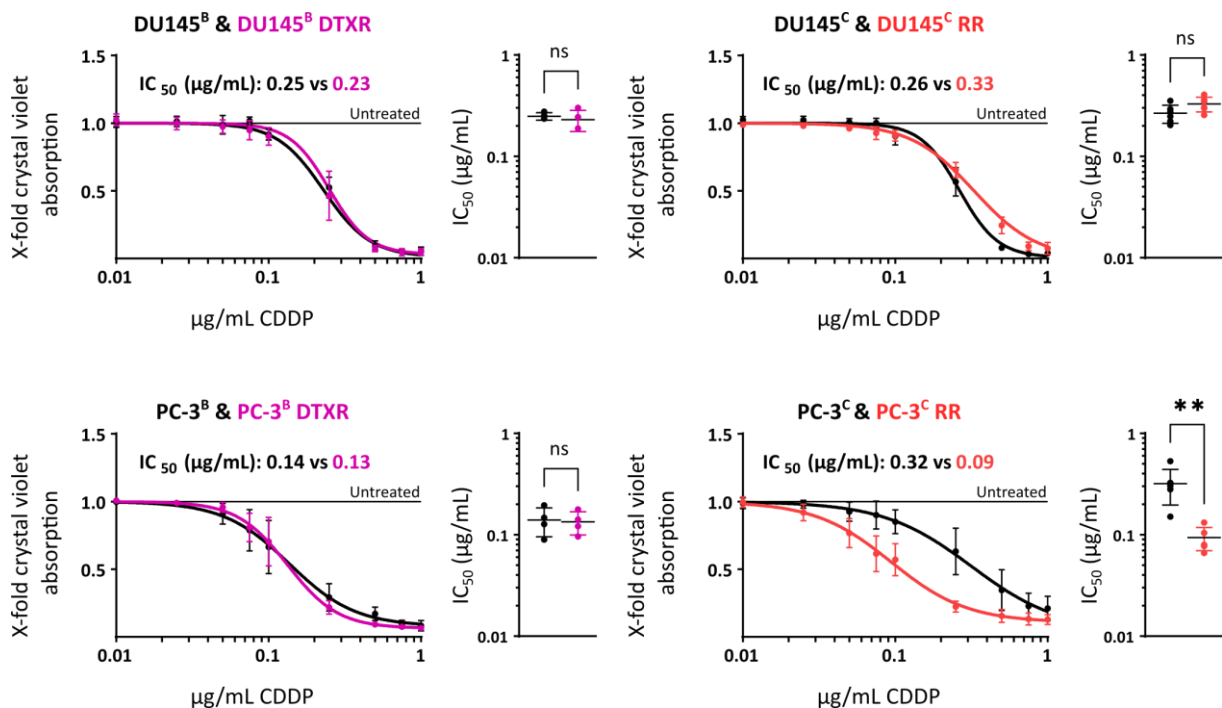 DU145ᴮ & DU145ᴮ DTXR
X-fold crystal violet
absorption
1.5
1.0
0.5
IC ₅₀ (µg/mL): 0.25 vs 0.23
Untreated
0.01
0.1
1
µg/mL CDDP
IC₅₀ (µg/mL)
1
0.1
0.01
ns
DU145ᶜ & DU145ᶜ RR
X-fold crystal violet
absorption
1.5
1.0
0.5
IC ₅₀ (µg/mL): 0.26 vs 0.33
Untreated
0.01
0.1
1
µg/mL CDDP
IC₅₀ (µg/mL)
1
0.1
0.01
ns
PC-3ᴮ & PC-3ᴮ DTXR
X-fold crystal violet
absorption
1.5
1.0
0.5
IC ₅₀ (µg/mL): 0.14 vs 0.13
Untreated
0.01
0.1
1
µg/mL CDDP
IC₅₀ (µg/mL)
1
0.1
0.01
ns
PC-3ᶜ & PC-3ᶜ RR
X-fold crystal violet
absorption
1.5
1.0
0.5
IC ₅₀ (µg/mL): 0.32 vs 0.09
Untreated
0.01
0.1
1
µg/mL CDDP
IC₅₀ (µg/mL)
1
0.1
0.01
**